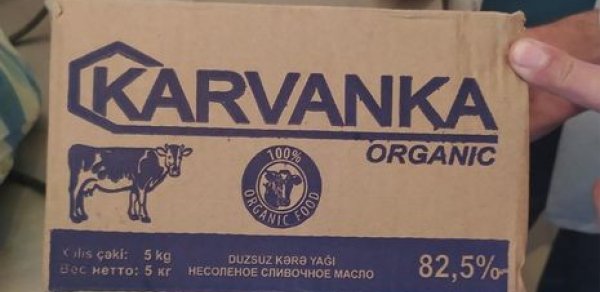 KARVANKA
ORGANIC
100%
ORGANIC FOOD
Xalis çəki: 5 kg
Вес нетто: 5 кг
DUZSUZ KƏRƏ YAĞI
НЕСОЛЕНОЕ СЛИВОЧНОЕ МАСЛО
82,5%